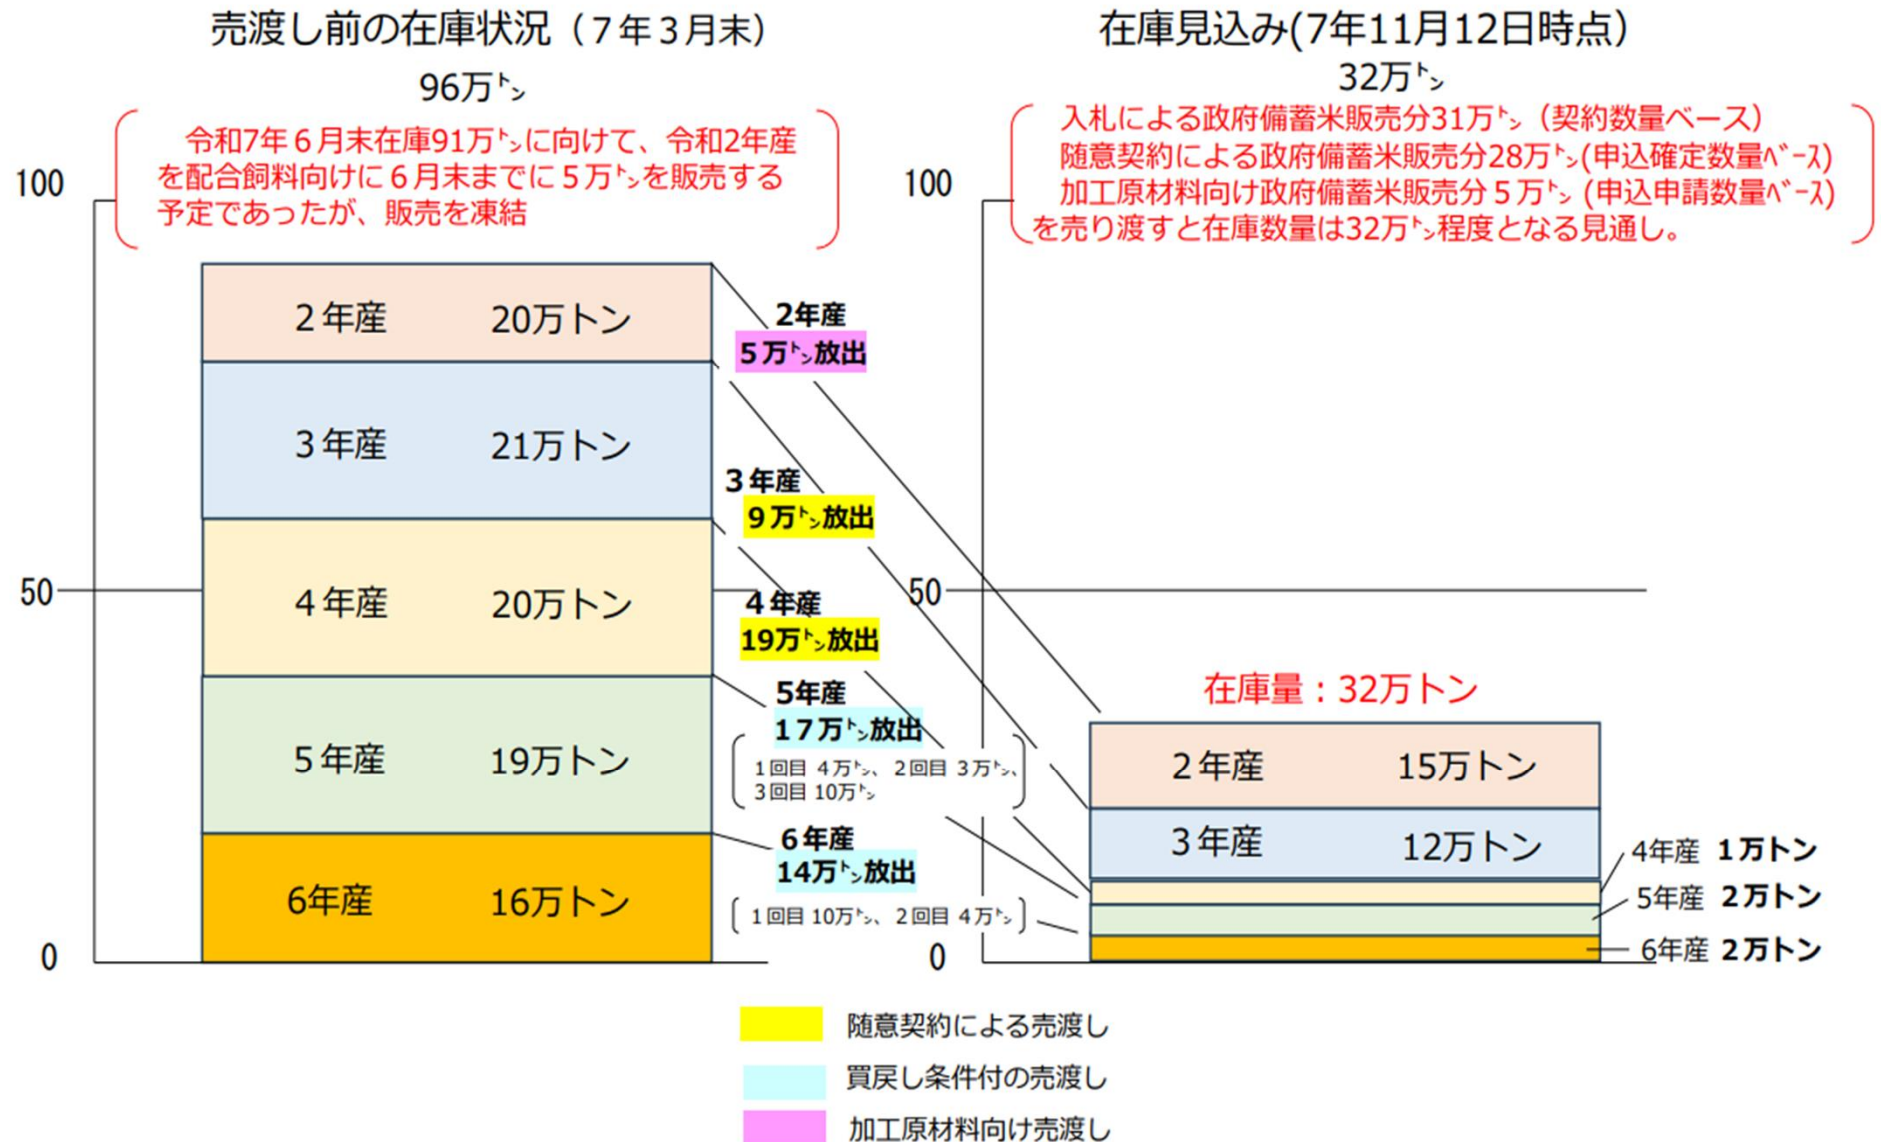 売渡し前の在庫状況（７年３月末）
96万㌧
令和7年６月末在庫91万㌧に向けて、令和2年産
を配合飼料向けに６月末までに５万㌧を販売する
予定であったが、販売を凍結
100
50
0
２年産 20万トン
３年産 21万トン
４年産 20万トン
５年産 19万トン
6年産 16万トン
2年産
５万㌧放出
３年産
９万㌧放出
４年産
19万㌧放出
5年産
１７万㌧放出
１回目 ４万㌧、２回目 ３万㌧、
３回目 10万㌧
６年産
14万㌧放出
１回目 10万㌧、２回目 ４万㌧
在庫見込み(7年11月12日時点）
32万㌧
入札による政府備蓄米販売分31万㌧（契約数量ベース）
随意契約による政府備蓄米販売分28万㌧(申込確定数量ﾍﾞｰｽ)
加工原材料向け政府備蓄米販売分５万㌧ (申込申請数量ﾍﾞｰｽ)
を売り渡すと在庫数量は32万㌧程度となる見通し。
100
50
0
在庫量：32万トン
２年産 15万トン
３年産 12万トン
4年産 １万トン
5年産 ２万トン
6年産 ２万トン
随意契約による売渡し
買戻し条件付の売渡し
加工原材料向け売渡し